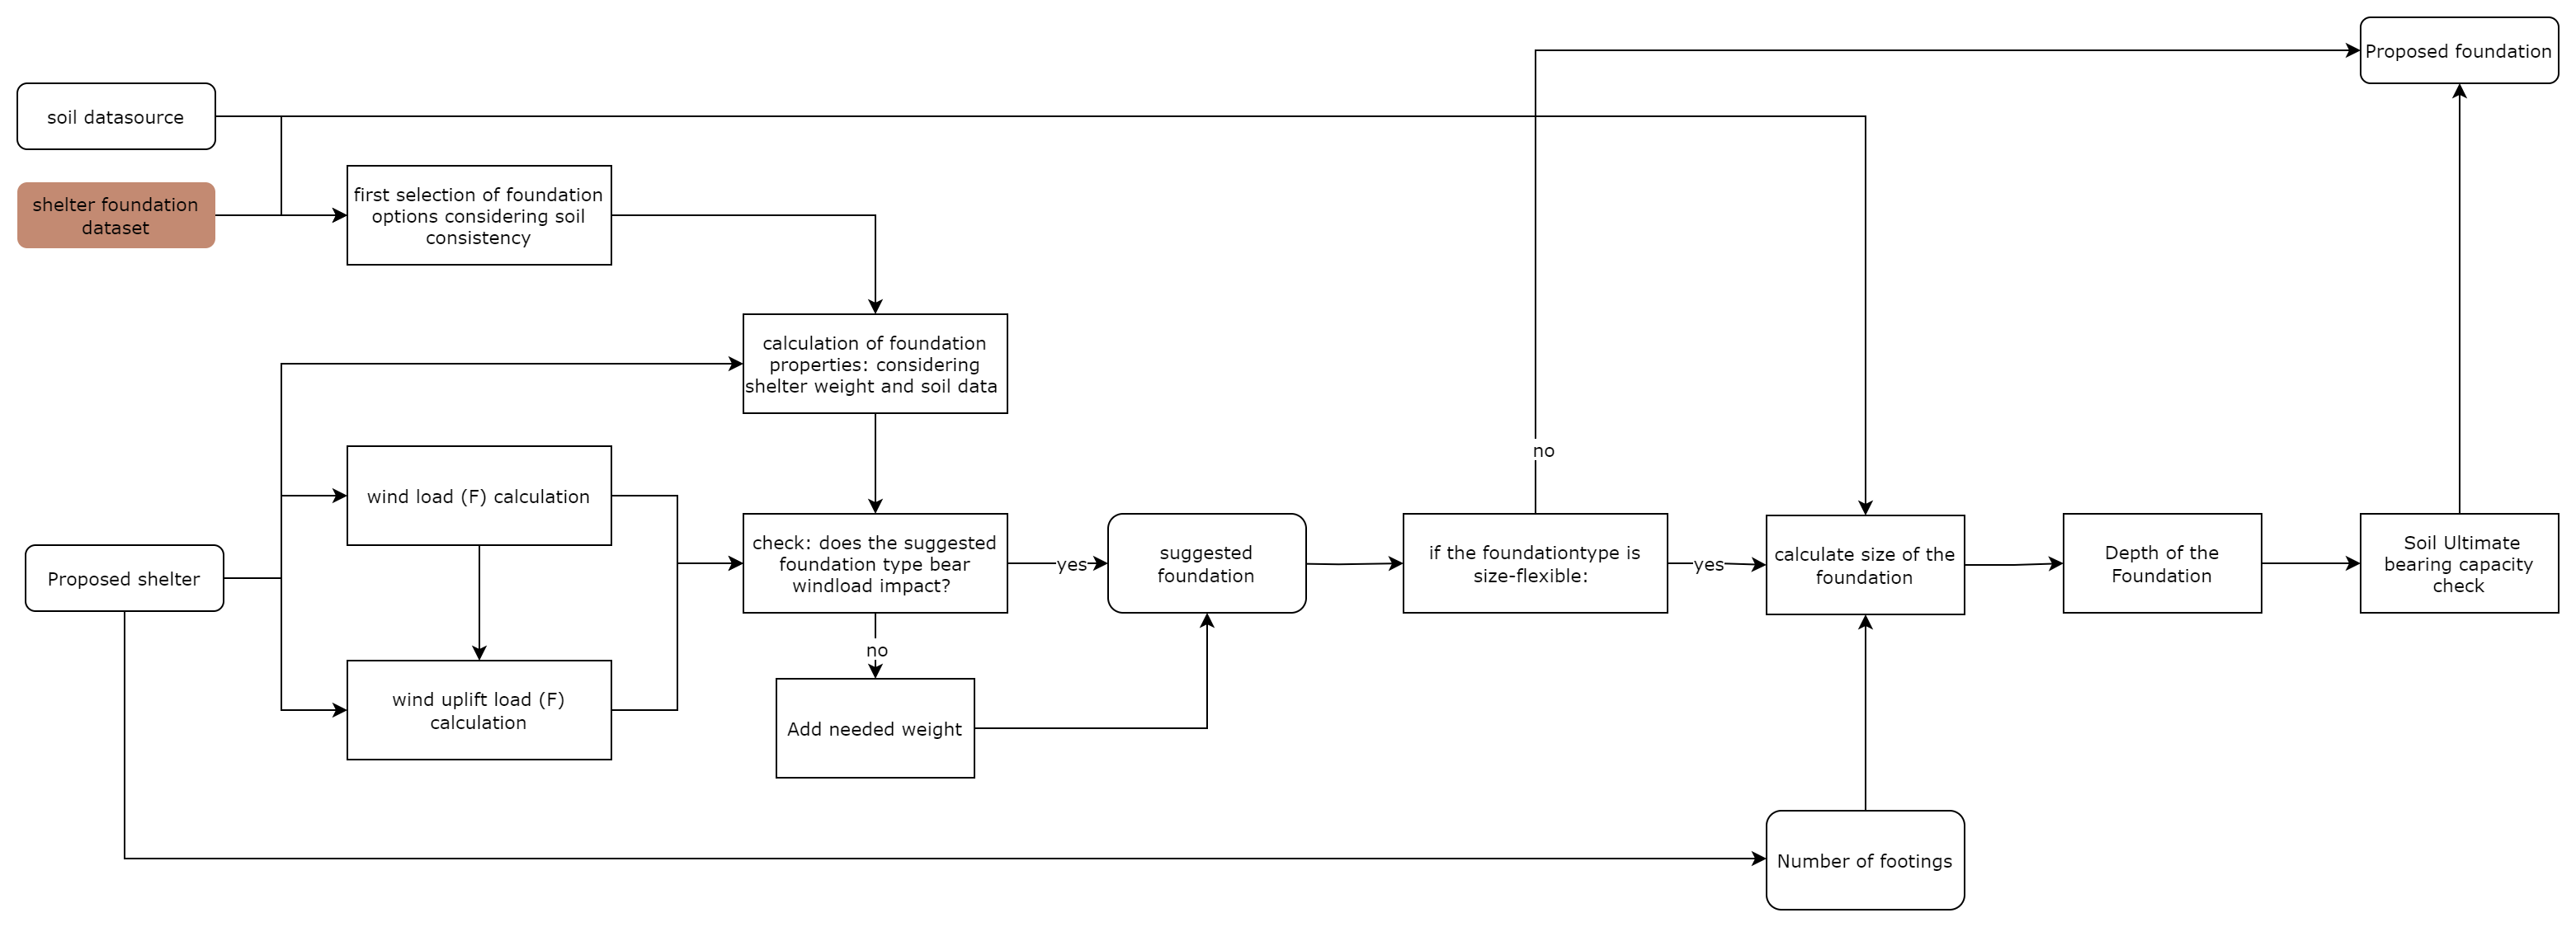 Proposed foundation
soil datasource
shelter foundation
dataset
first selection of foundation
options considering soil
consistency
calculation of foundation
properties: considering
shelter weight and soil data
wind load (F) calculation
no
check: does the suggested
foundation type bear
windload impact?
yes
suggested
foundation
if the foundationtype is
size-flexible:
yes
calculate size of the
foundation
Depth of the
Foundation
Soil Ultimate
bearing capacity
check
Proposed shelter
no
wind uplift load (F)
calculation
Add needed weight
Number of footings